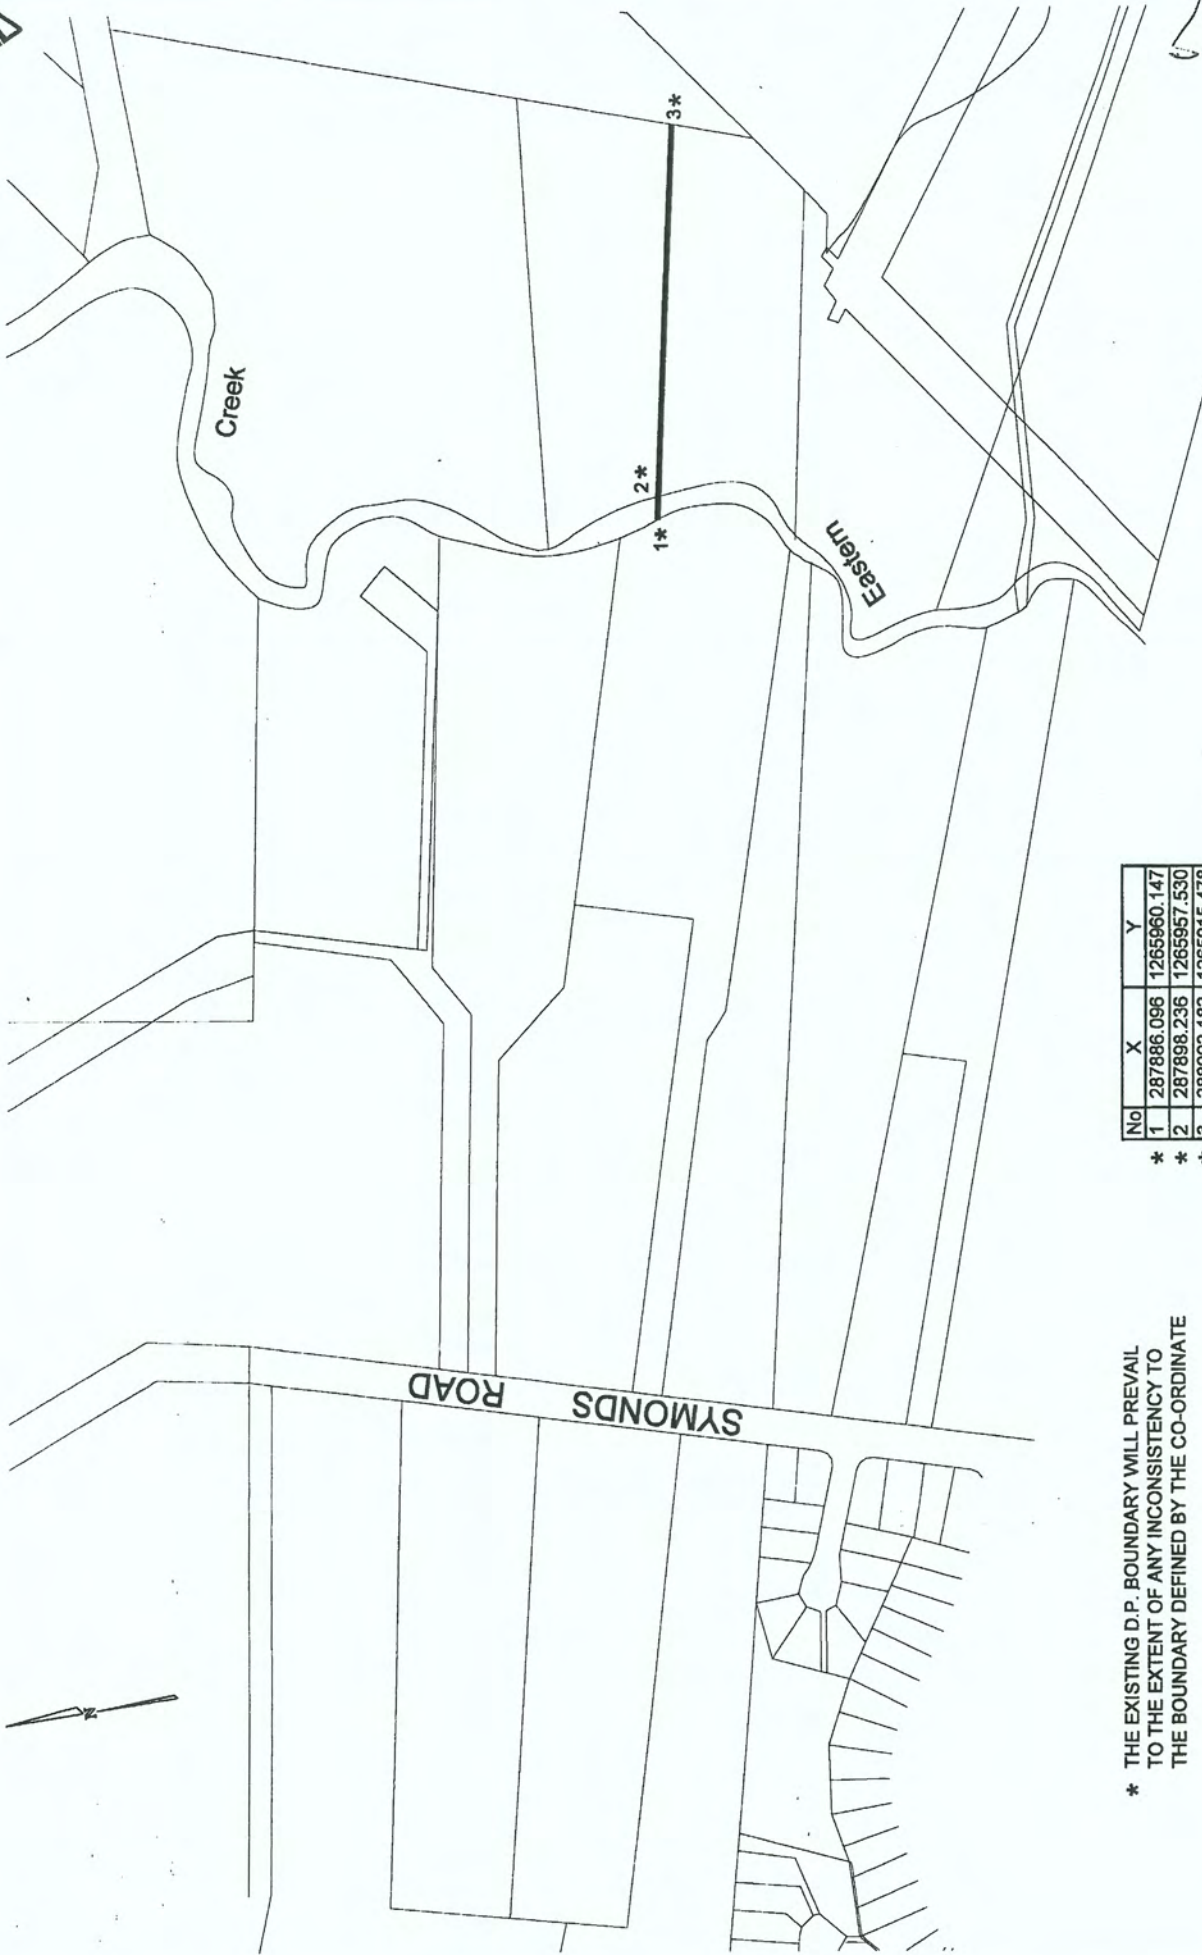 Creek
Eastern
SYMONDS ROAD
1*
2*
3*
No X Y
* 1 287886.096 1265960.147
* 2 287898.236 1265957.530
* THE EXISTING D.P. BOUNDARY WILL PREVAIL
TO THE EXTENT OF ANY INCONSISTENCY TO
THE BOUNDARY DEFINED BY THE CO-ORDINATE
N